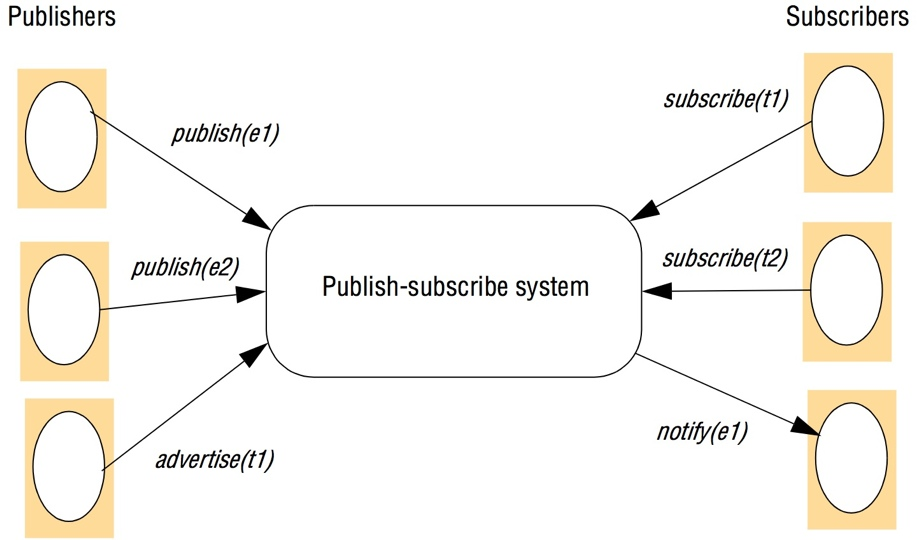 Publishers
Subscribers
publish(e1)
subscribe(t1)
publish(e2)
subscribe(t2)
Publish-subscribe system
advertise(t1)
notify(e1)